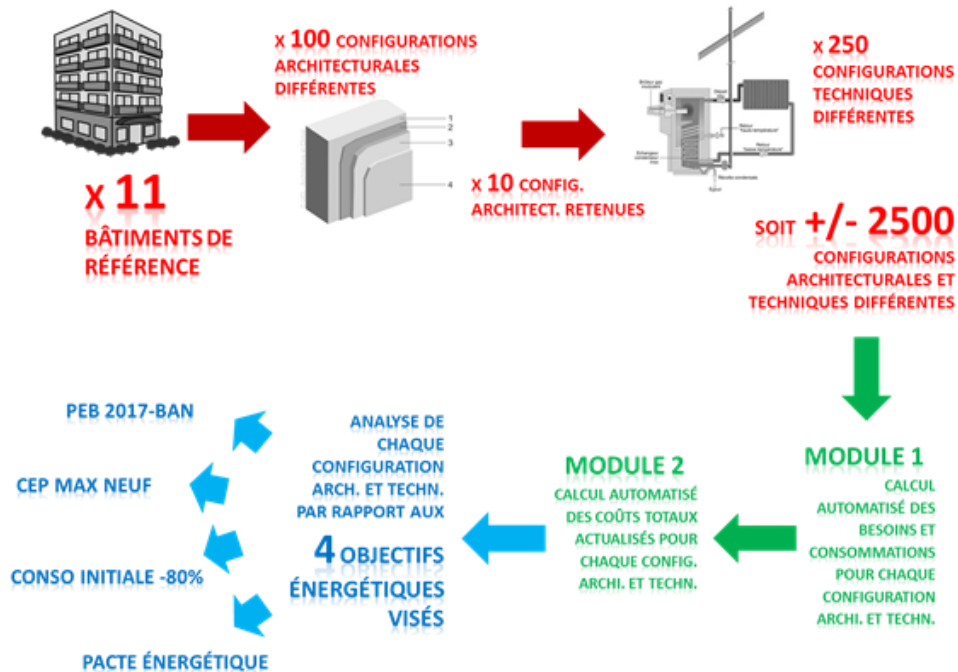 x 11
BÂTIMENTS DE
RÉFÉRENCE
x 100 CONFIGURATIONS
ARCHITECTURALES
DIFFÉRENTES
1
2
3
4
x 10 CONFIG.
ARCHITECT. RETENUES
x 250
CONFIGURATIONS
TECHNIQUES
DIFFÉRENTES
SOIT +/- 2500
CONFIGURATIONS
ARCHITECTURALES ET
TECHNIQUES DIFFÉRENTES
MODULE 1
CALCUL
AUTOMATISÉ DES
BESOINS ET
CONSOMMATIONS
POUR CHAQUE
CONFIGURATION
ARCHI. ET TECHN.
MODULE 2
CALCUL AUTOMATISÉ
DES COÛTS TOTAUX
ACTUALISÉS POUR
CHAQUE CONFIG.
ARCHI. ET TECHN.
ANALYSE DE
CHAQUE
CONFIGURATION
ARCH. ET TECHN.
PAR RAPPORT AUX
4 OBJECTIFS
ÉNERGÉTIQUES
VISÉS
PEB 2017-BAN
CEP MAX NEUF
CONSO INITIALE -80%
PACTE ÉNERGÉTIQUE